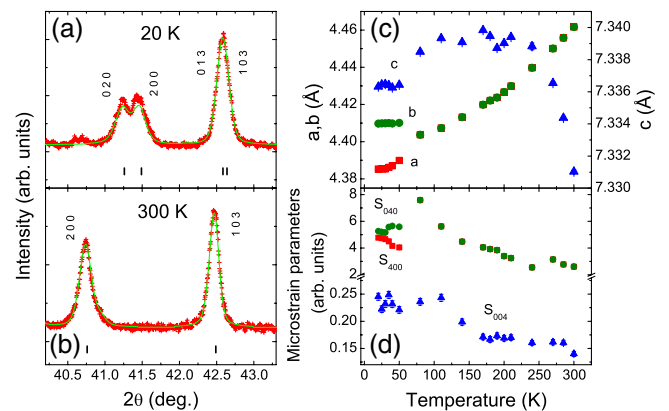 (a) 20 K
0 2 0
2 0 0
0 1 3
1 0 3
300 K
2 0 0
1 0 3
(b)
Intensity (arb. units)
40.5 41.0 41.5 42.0 42.5 43.0
2θ (deg.)
(c)
4.46
4.44
4.42
4.40
4.38
a,b (Å)
c
b
a
7.340
7.338
7.336
7.334
7.332
7.330
c (Å)
8
6
4
2
0.25
0.20
0.15
Microstrain parameters
(arb. units)
S040
S400
S004
(d)
0 50 100 150 200 250 300
Temperature (K)